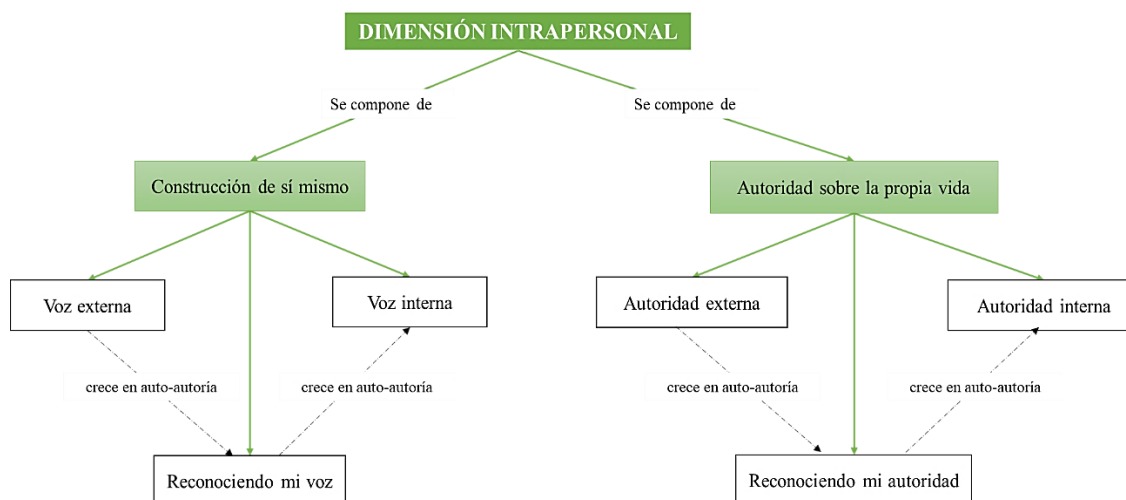 DIMENSIÓN INTRAPERSONAL
Se compone de
Se compone de
Construcción de sí mismo
Autoridad sobre la propia vida
Voz externa
Voz interna
Autoridad externa
Autoridad interna
crece en auto-autoría
crece en auto-autoría
crece en auto-autoría
crece en auto-autoría
Reconociendo mi voz
Reconociendo mi autoridad